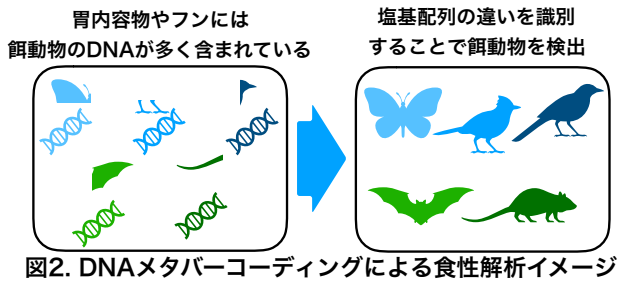 胃内容物やフンには
餌動物のDNAが多く含まれている
塩基配列の違いを識別
することで餌動物を検出
図2. DNAメタバーコーディングによる食性解析イメージ